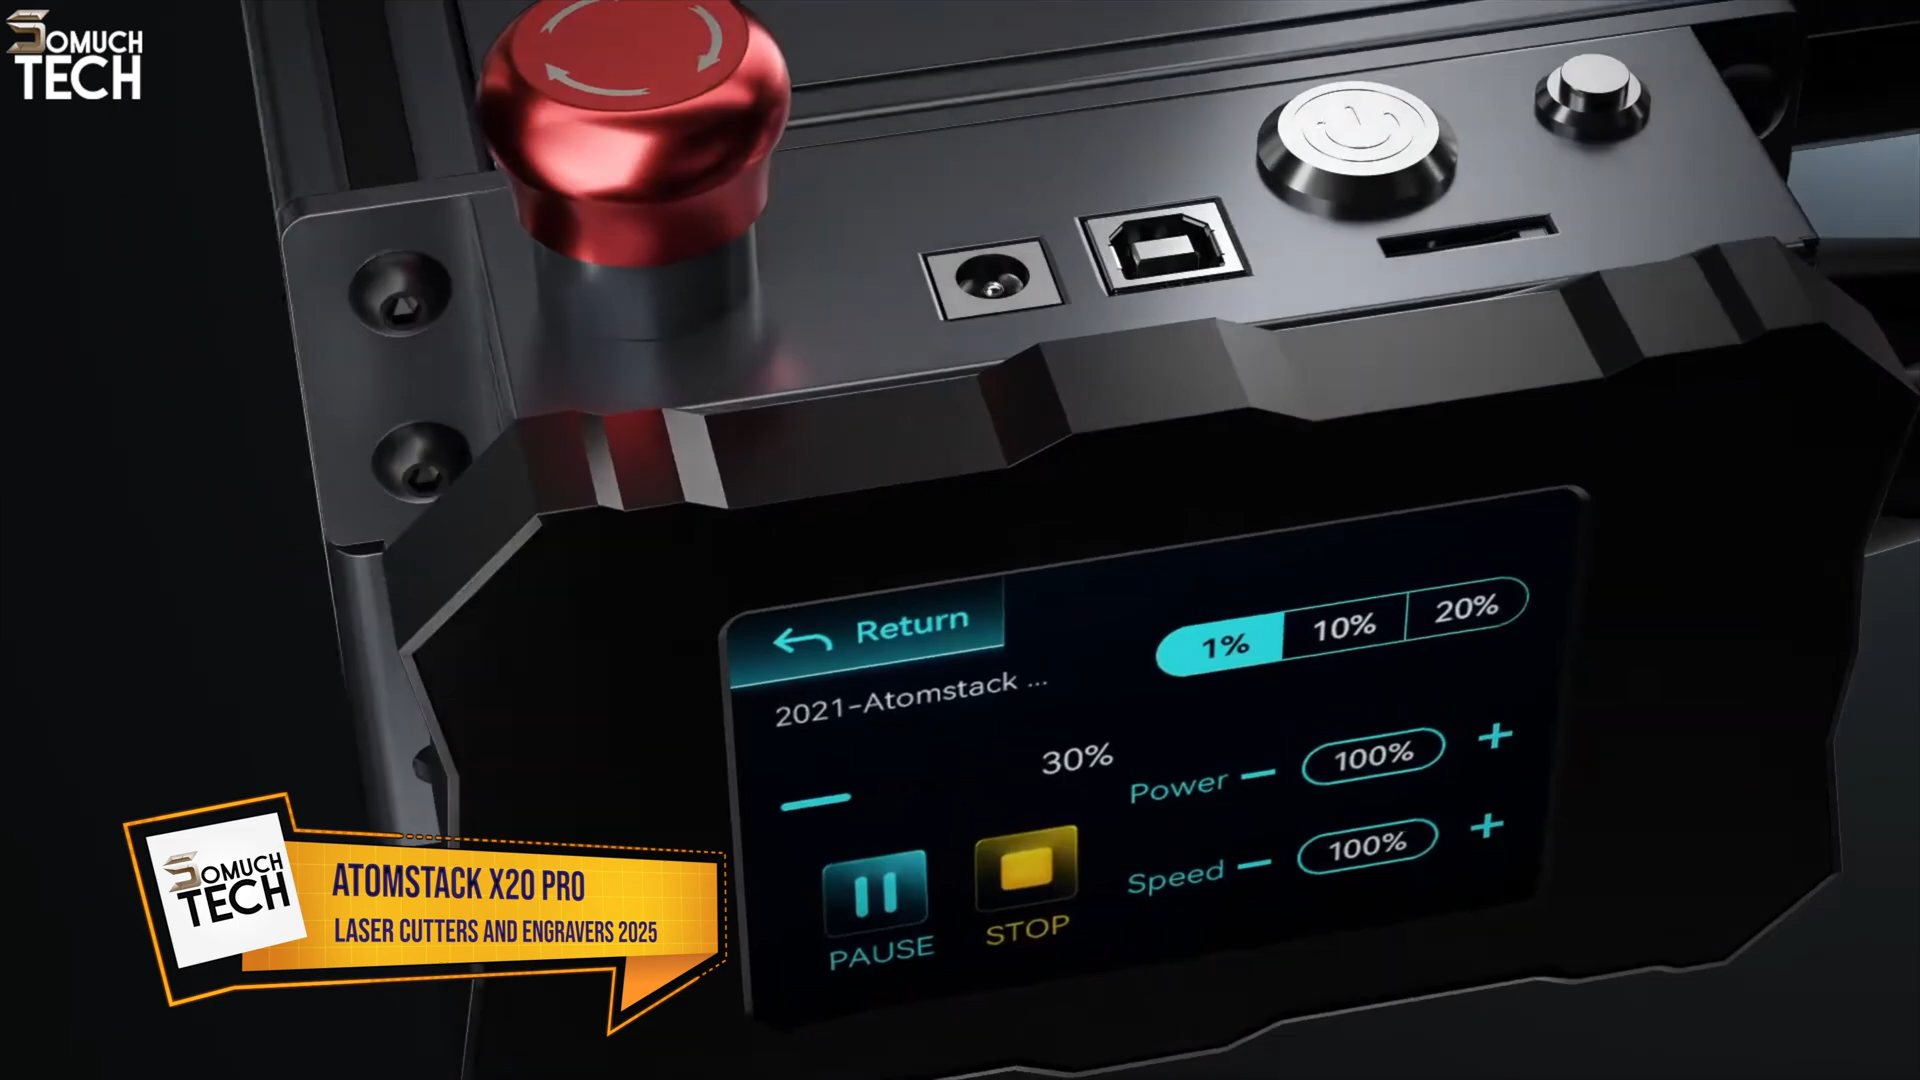 SOMUCH
TECH
Return
1% 10% 20%
2021-Atomstack ...
30%
Power 100%
Speed 100%
PAUSE
STOP
SOMUCH
TECH
ATOMSTACK X20 PRO
LASER CUTTERS AND ENGRAVERS 2025